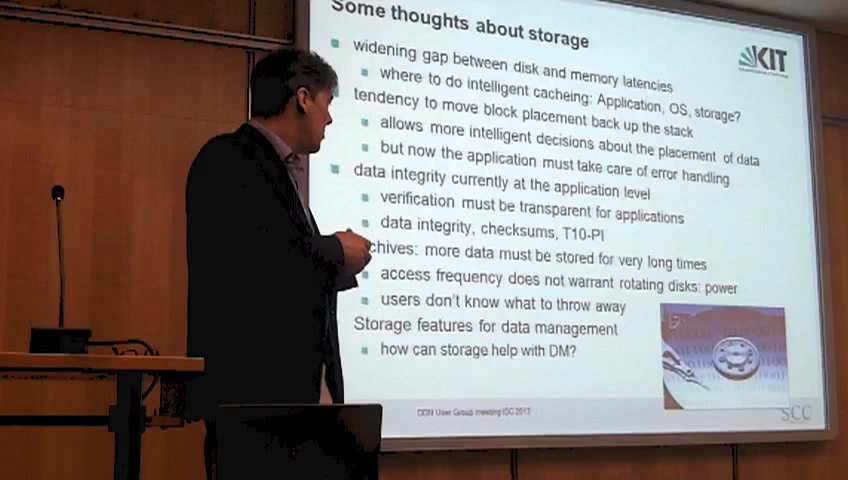 Some thoughts about storage
KIT
widening gap between disk and memory latencies
where to do intelligent cacheing: Application, OS, storage?
tendency to move block placement back up the stack
allows more intelligent decisions about the placement of data
but now the application must take care of error handling
data integrity currently at the application level
verification must be transparent for applications
data integrity, checksums, T10-PI
chives: more data must be stored for very long times
access frequency does not warrant rotating disks: power
users don't know what to throw away
Storage features for data management
how can storage help with DM?
DDN User Group meeting ISC 2013
SCC